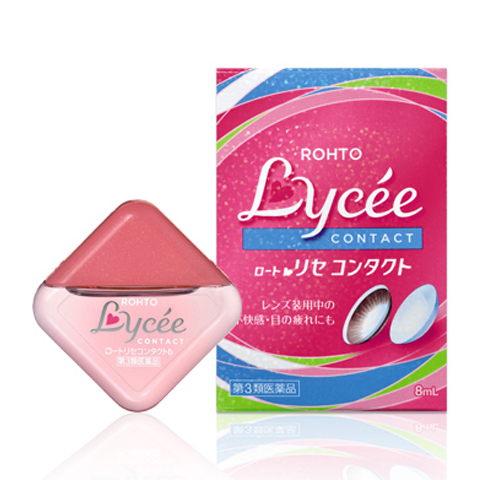 ROHTO
Lycée
CONTACT
ロートリセコンタクトb
第3類医薬品
ROHTO
Lycée
CONTACT
ロート リセ コンタクト
レンズ装用中の
不快感・目の疲れにも
第3類医薬品
8mL